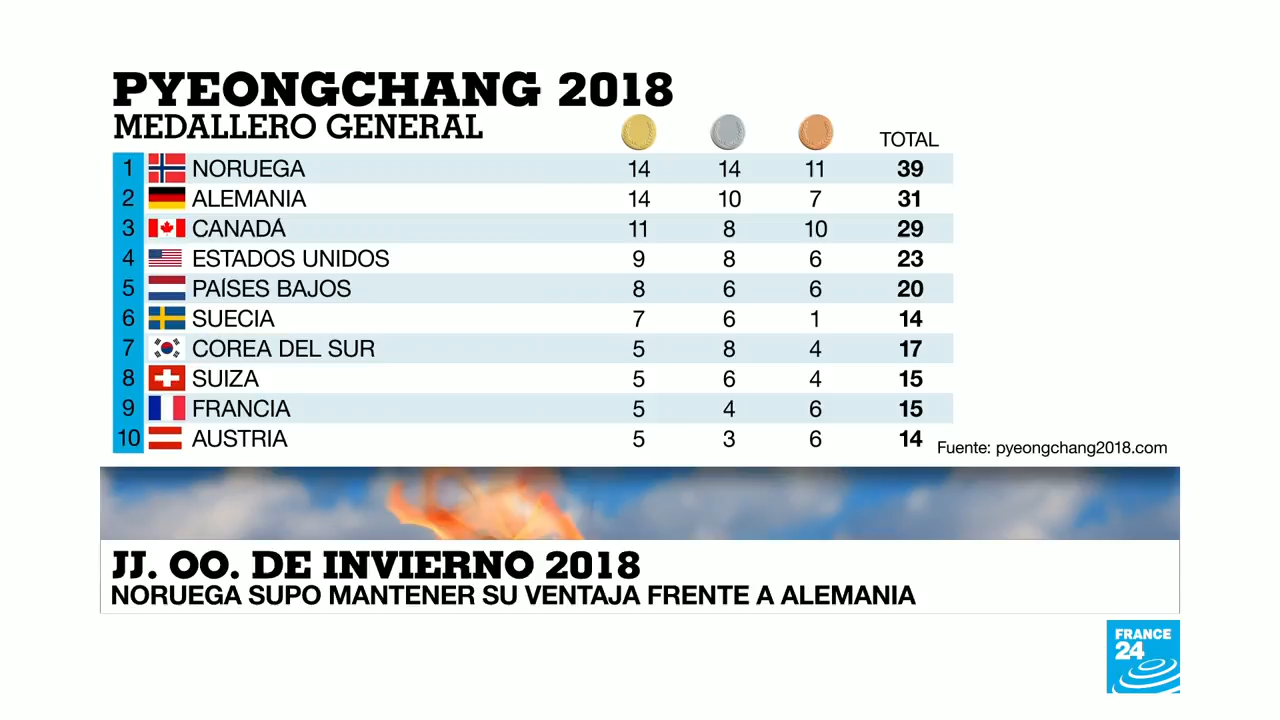 PYEONGCHANG 2018
MEDALLERO GENERAL
TOTAL
1 NORUEGA 14 14 11 39
2 ALEMANIA 14 10 7 31
3 CANADÁ 11 8 10 29
4 ESTADOS UNIDOS 9 8 6 23
5 PAÍSES BAJOS 8 6 6 20
6 SUECIA 7 6 1 14
7 COREA DEL SUR 5 8 4 17
8 SUIZA 5 6 4 15
9 FRANCIA 5 4 6 15
10 AUSTRIA 5 3 6 14
Fuente: pyeongchang2018.com
JJ. OO. DE INVIERNO 2018
NORUEGA SUPO MANTENER SU VENTAJA FRENTE A ALEMANIA
FRANCE
24